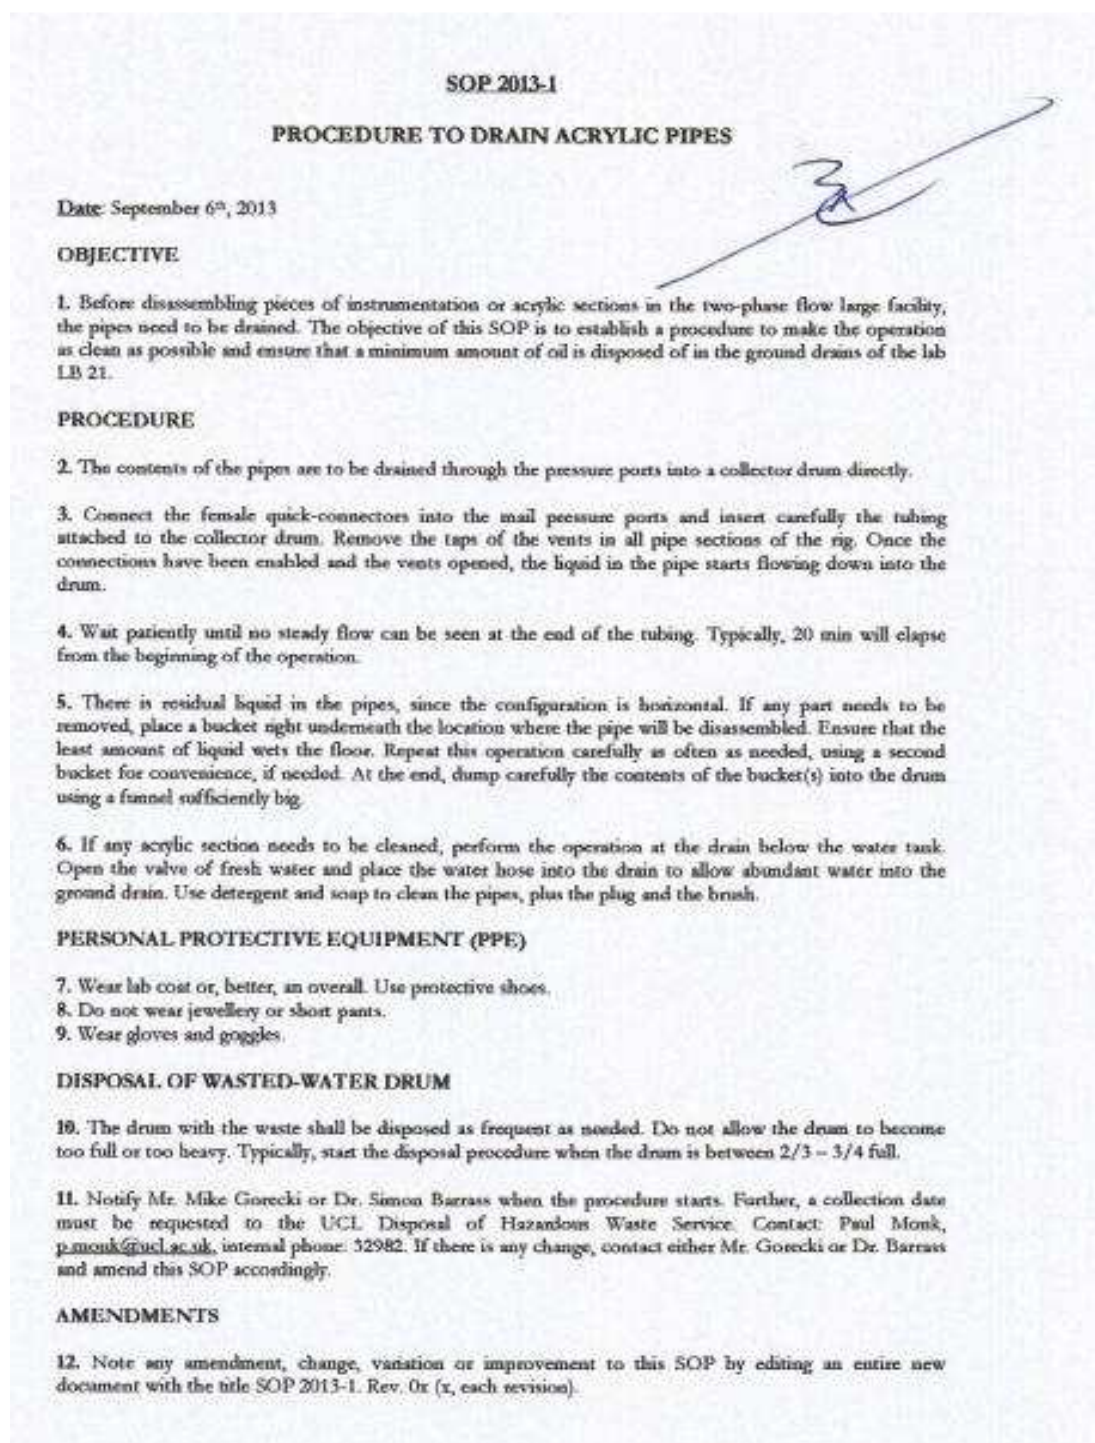 SOP 2013-1
PROCEDURE TO DRAIN ACRYLIC PIPES
Date: September 6th, 2013
OBJECTIVE
1. Before disassembling pieces of instrumentation or acrylic sections in the two-phase flow large facility,
the pipes need to be drained. The objective of this SOP is to establish a procedure to make the operation
as clean as possible and ensure that a minimum amount of oil is disposed of in the ground drains of the lab
LB 21.
PROCEDURE
2. The contents of the pipes are to be drained through the pressure ports into a collector drum directly.
3. Connect the female quick-connectors into the mail pressure ports and insert carefully the tubing
attached to the collector drum. Remove the taps of the vents in all pipe sections of the rig. Once the
connections have been enabled and the vents opened, the liquid in the pipe starts flowing down into the
drum.
4. Wait patiently until no steady flow can be seen at the end of the tubing. Typically, 20 min will elapse
from the beginning of the operation.
5. There is residual liquid in the pipes, since the configuration is horizontal. If any part needs to be
removed, place a bucket right underneath the location where the pipe will be disassembled. Ensure that the
least amount of liquid wets the floor. Repeat this operation carefully as often as needed, using a second
bucket for convenience, if needed. At the end, dump carefully the contents of the bucket(s) into the drum
using a funnel sufficiently big.
6. If any acrylic section needs to be cleaned, perform the operation at the drain below the water tank.
Open the valve of fresh water and place the water hose into the drain to allow abundant water into the
ground drain. Use detergent and soap to clean the pipes, plus the plug and the brush.
PERSONAL PROTECTIVE EQUIPMENT (PPE)
7. Wear lab coat or, better, an overall. Use protective shoes.
8. Do not wear jewellery or short pants.
9. Wear gloves and goggles.
DISPOSAL OF WASTED-WATER DRUM
10. The drum with the waste shall be disposed as frequent as needed. Do not allow the drum to become
too full or too heavy. Typically, start the disposal procedure when the drum is between 2/3 – 3/4 full.
11. Notify Mr. Mike Gorecki or Dr. Simon Barrass when the procedure starts. Further, a collection date
must be requested to the UCL Disposal of Hazardous Waste Service. Contact: Paul Monk,
p.monk@ucl.ac.uk, internal phone: 32982. If there is any change, contact either Mr. Gorecki or Dr. Barrass
and amend this SOP accordingly.
AMENDMENTS
12. Note any amendment, change, variation or improvement to this SOP by editing an entire new
document with the title SOP 2013-1. Rev. 0x (x, each revision).